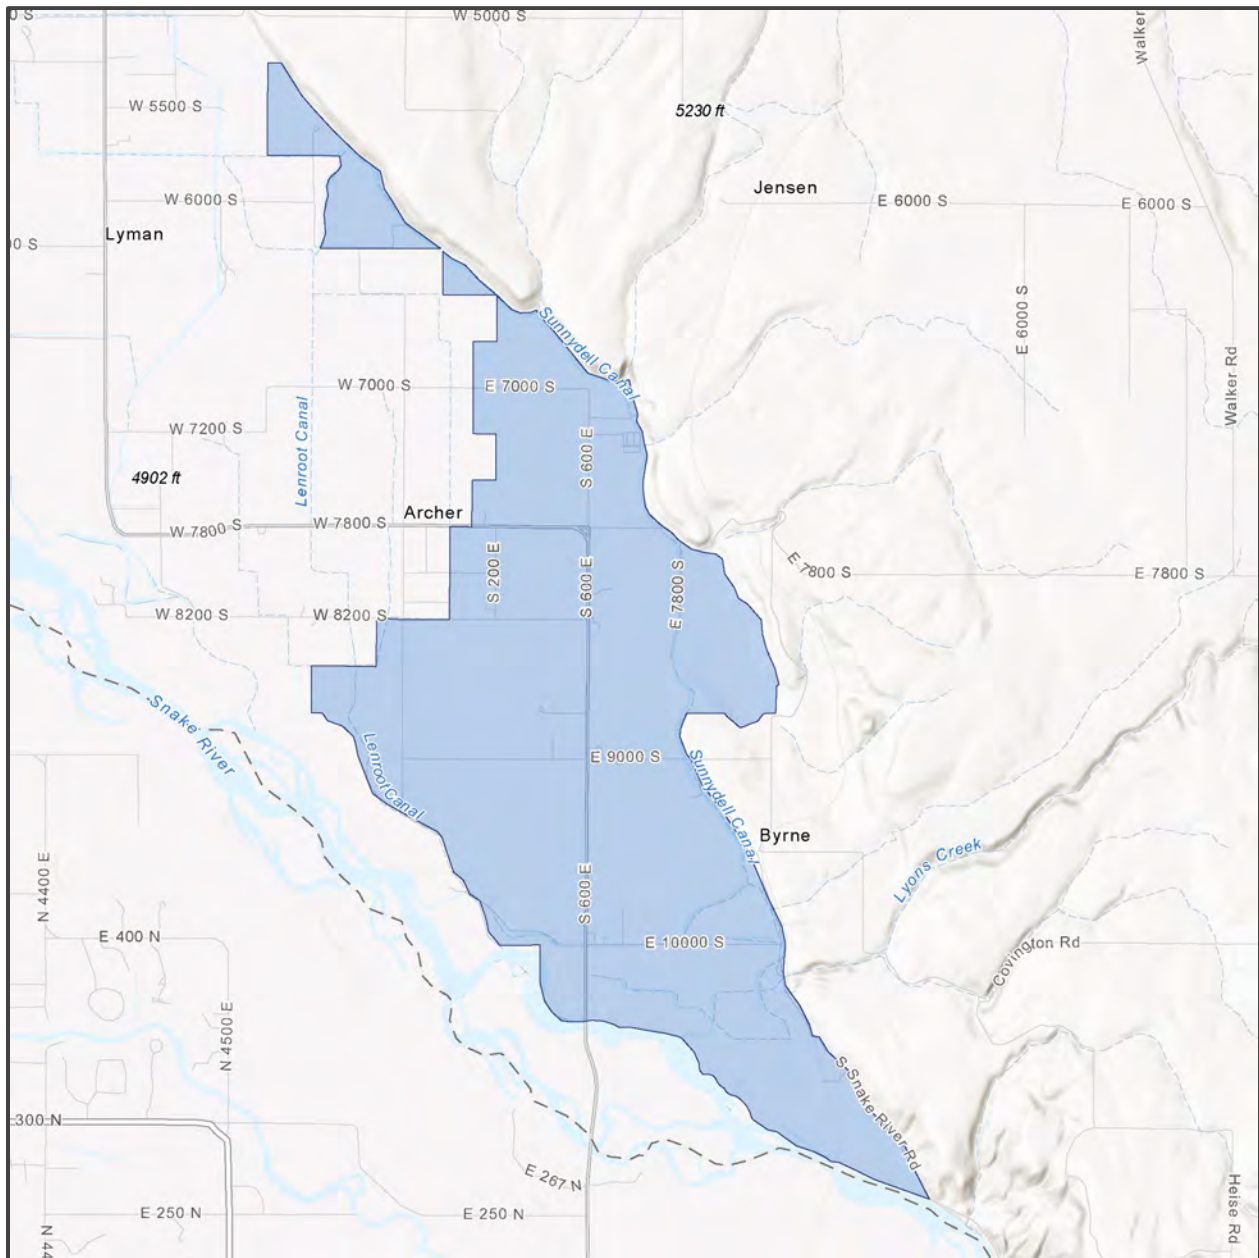 0 S
W 5000 S
Walker
W 5500 S
5230 ft
Jensen
W 6000 S
E 6000 S
E 6000 S
Lyman
0 S
E 6000 S
Sunnydell Canal
W 7000 S
E 7000 S
Walker Rd
Lenroot Canal
W 7200 S
S 600 E
4902 ft
Archer
W 7800 S
W 7800 S
S 200 E
S 600 E
E 7800 S
E 7800 S
E 7800 S
W 8200 S
W 8200 S
Snake River
Lenroot Canal
E 9000 S
Sunnydell Canal
Byrne
Lyons Creek
N 4400 E
S 600 E
E 400 N
E 10000 S
Covington Rd
N 4500 E
S Snake River Rd
300 N
E 267 N
Heise Rd
E 250 N
E 250 N
N 44